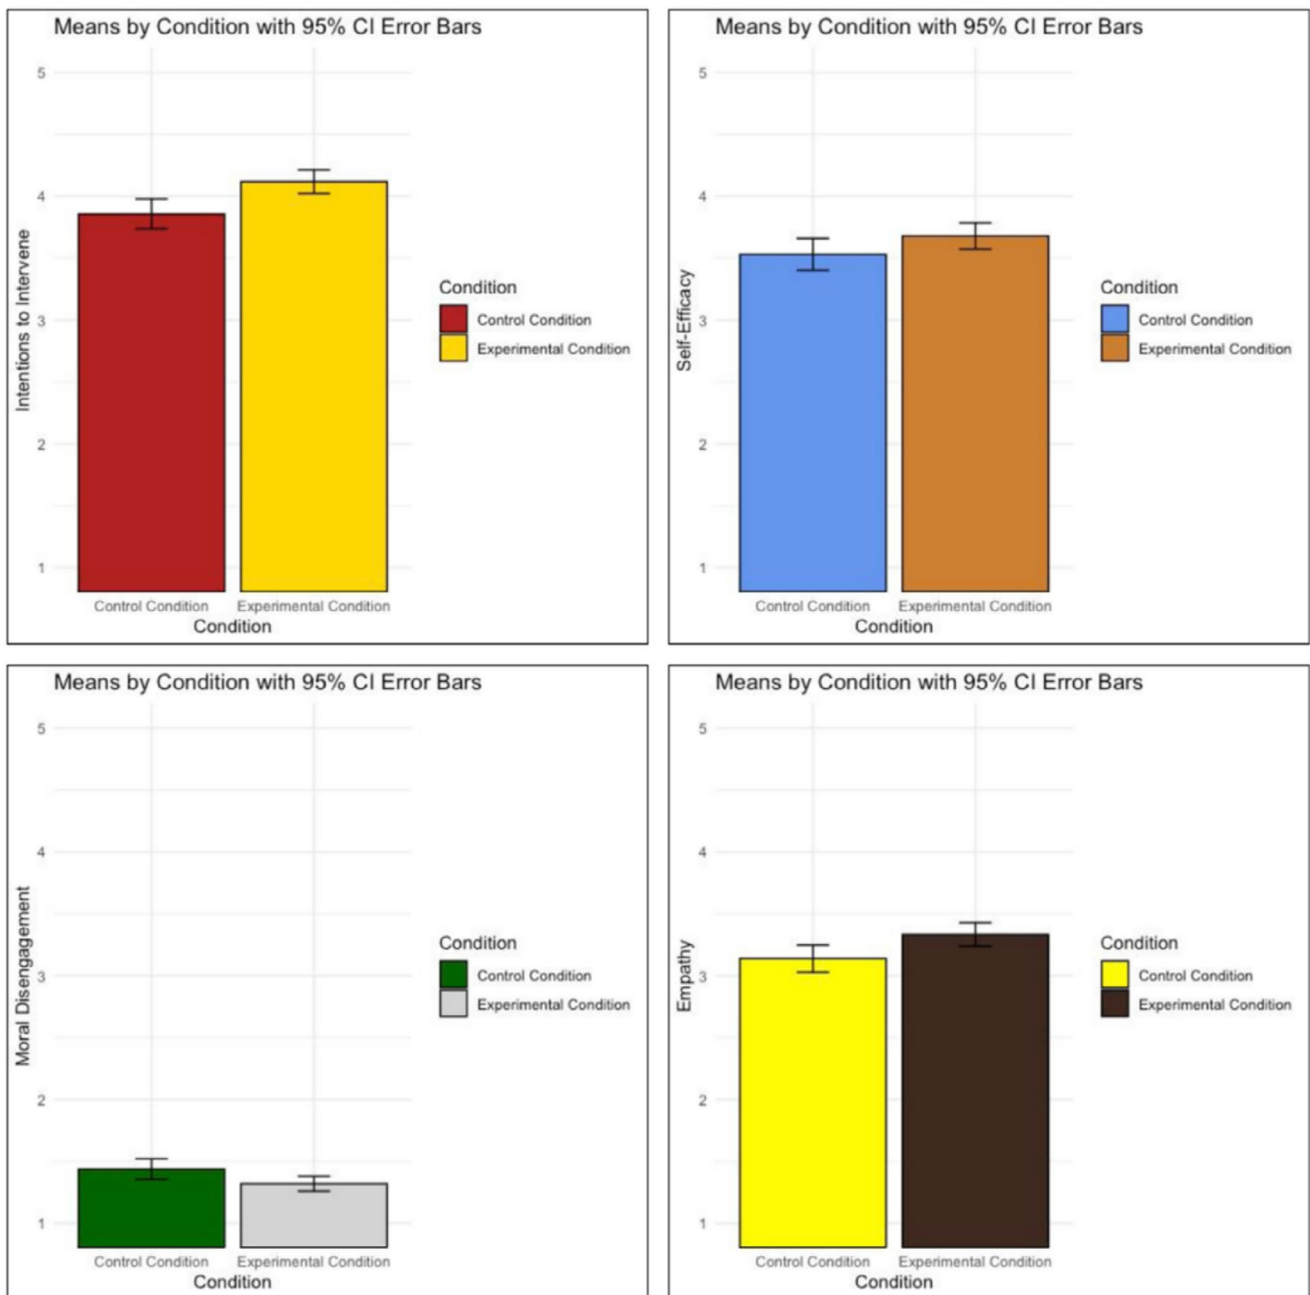 Means by Condition with 95% CI Error Bars
5
4
3
2
1
Intentions to Intervene
Control Condition Experimental Condition
Condition
Condition
Control Condition
Experimental Condition
Means by Condition with 95% CI Error Bars
5
4
3
2
1
Self-Efficacy
Control Condition Experimental Condition
Condition
Condition
Control Condition
Experimental Condition
Means by Condition with 95% CI Error Bars
5
4
3
2
1
Moral Disengagement
Control Condition Experimental Condition
Condition
Condition
Control Condition
Experimental Condition
Means by Condition with 95% CI Error Bars
5
4
3
2
1
Empathy
Control Condition Experimental Condition
Condition
Condition
Control Condition
Experimental Condition